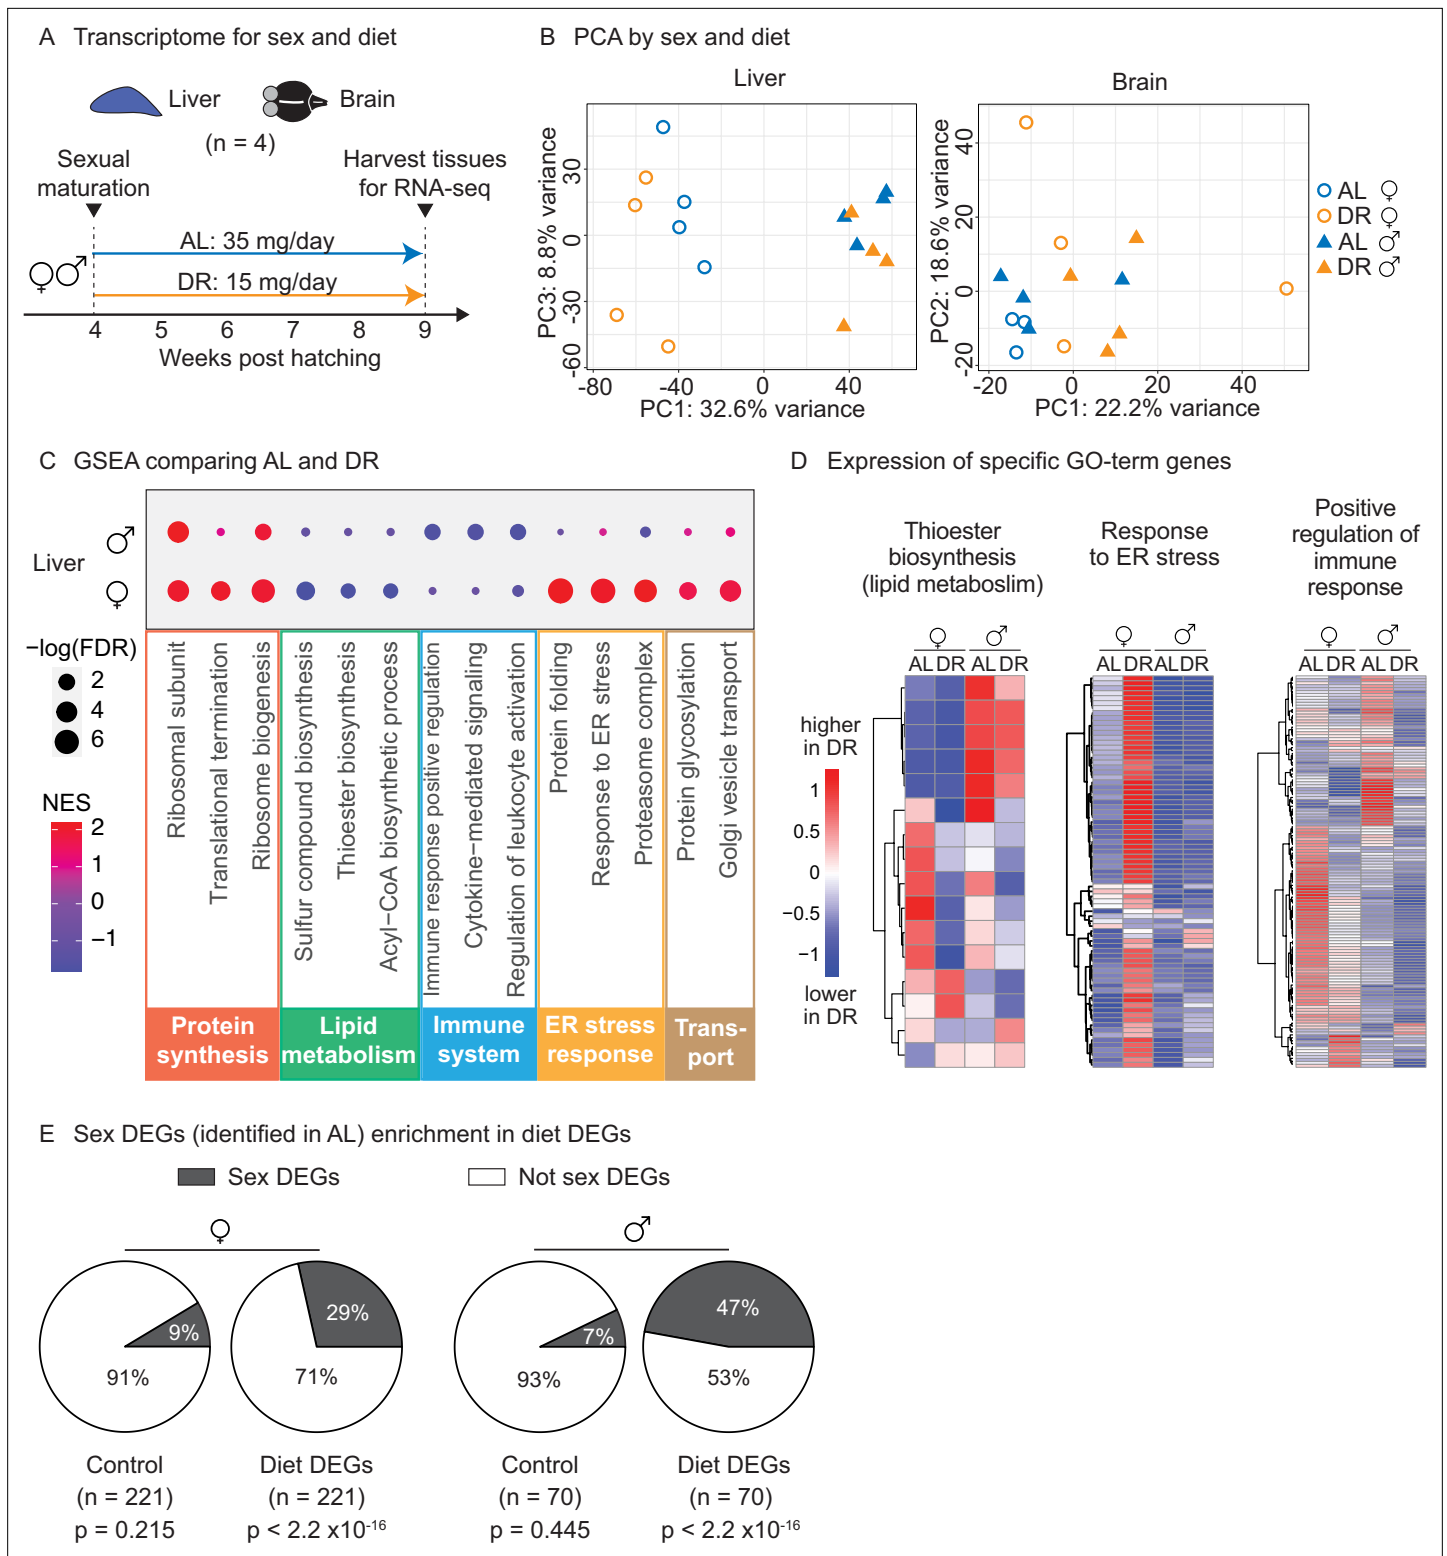 A Transcriptome for sex and diet
Liver
Brain
(n = 4)
Sexual
maturation
Harvest tissues
for RNA-seq
AL: 35 mg/day
♀♂
DR: 15 mg/day
4 5 6 7 8 9
Weeks post hatching
B PCA by sex and diet
Liver
PC3: 8.8% variance
30
0
-30
-60
-80 -40 0 40
PC1: 32.6% variance
Brain
PC2: 18.6% variance
40
20
0
-20
-20 0 20 40
PC1: 22.2% variance
AL ♀
DR ♀
AL ♂
DR ♂
C GSEA comparing AL and DR
Liver
♂
♀
−log(FDR)
2
4
6
NES
2
1
0
−1
Ribosomal subunit
Translational termination
Ribosome biogenesis
Sulfur compound biosynthesis
Thioester biosynthesis
Acyl−CoA biosynthetic process
Immune response positive regulation
Cytokine−mediated signaling
Regulation of leukocyte activation
Protein folding
Response to ER stress
Proteasome complex
Protein glycosylation
Golgi vesicle transport
Protein
synthesis
Lipid
metabolism
Immune
system
ER stress
response
Trans-
port
D Expression of specific GO-term genes
Thioester
biosynthesis
(lipid metaboslim)
♀ ♂
AL DR AL DR
Response
to ER stress
♀ ♂
AL DR AL DR
Positive
regulation of
immune
response
♀ ♂
AL DR AL DR
higher
in DR
1
0.5
0
−0.5
−1
lower
in DR
E Sex DEGs (identified in AL) enrichment in diet DEGs
Sex DEGs
Not sex DEGs
♀
9%
91%
29%
71%
♂
7%
93%
47%
53%
Control
(n = 221)
p = 0.215
Diet DEGs
(n = 221)
p < 2.2 x10⁻¹⁶
Control
(n = 70)
p = 0.445
Diet DEGs
(n = 70)
p < 2.2 x10⁻¹⁶